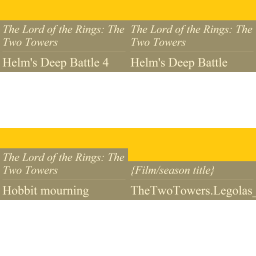 The Lord of the Rings: The
Two Towers
Helm's Deep Battle 4
The Lord of the Rings: The
Two Towers
Helm's Deep Battle
The Lord of the Rings: The
Two Towers
Hobbit mourning
{Film/season title}
TheTwoTowers.Legolas